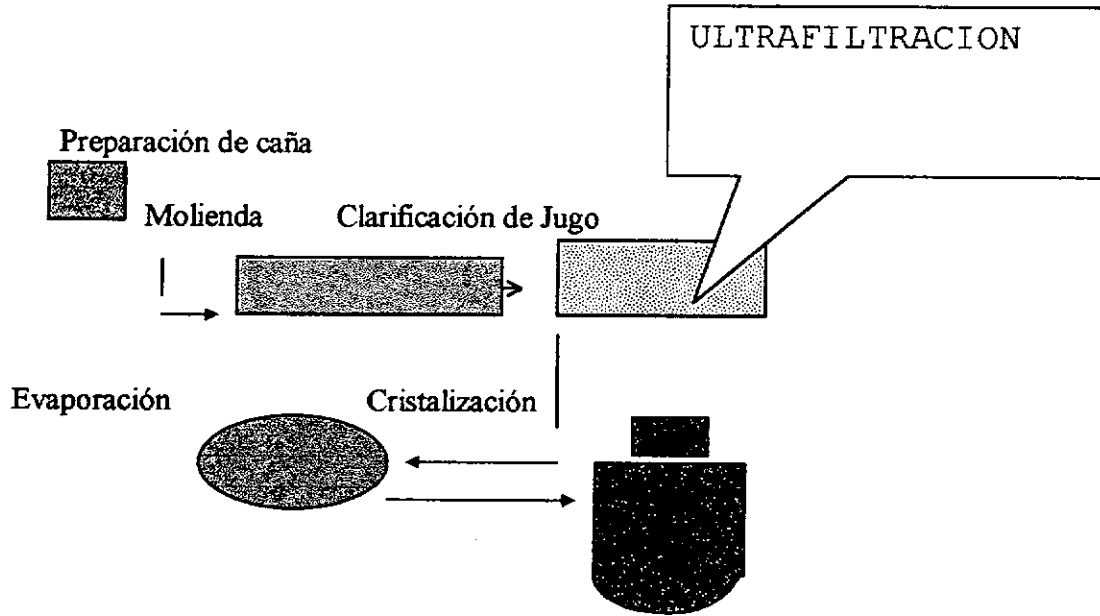 ULTRAFILTRACION
Preparación de caña
Molienda
Clarificación de Jugo
Evaporación
Cristalización